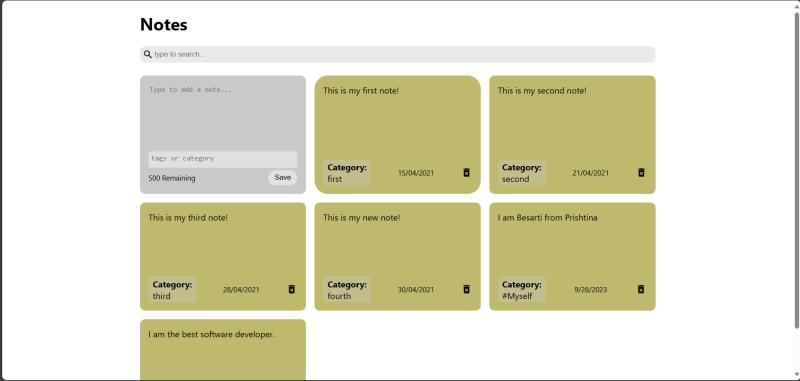 Notes
type to search...
Type to add a note...
tags or category
500 Remaining
Save
This is my first note!
Category:
first
15/04/2021
This is my second note!
Category:
second
21/04/2021
This is my third note!
Category:
third
28/04/2021
This is my new note!
Category:
fourth
30/04/2021
I am Besarti from Prishtina
Category:
#Myself
9/28/2023
I am the best software developer.